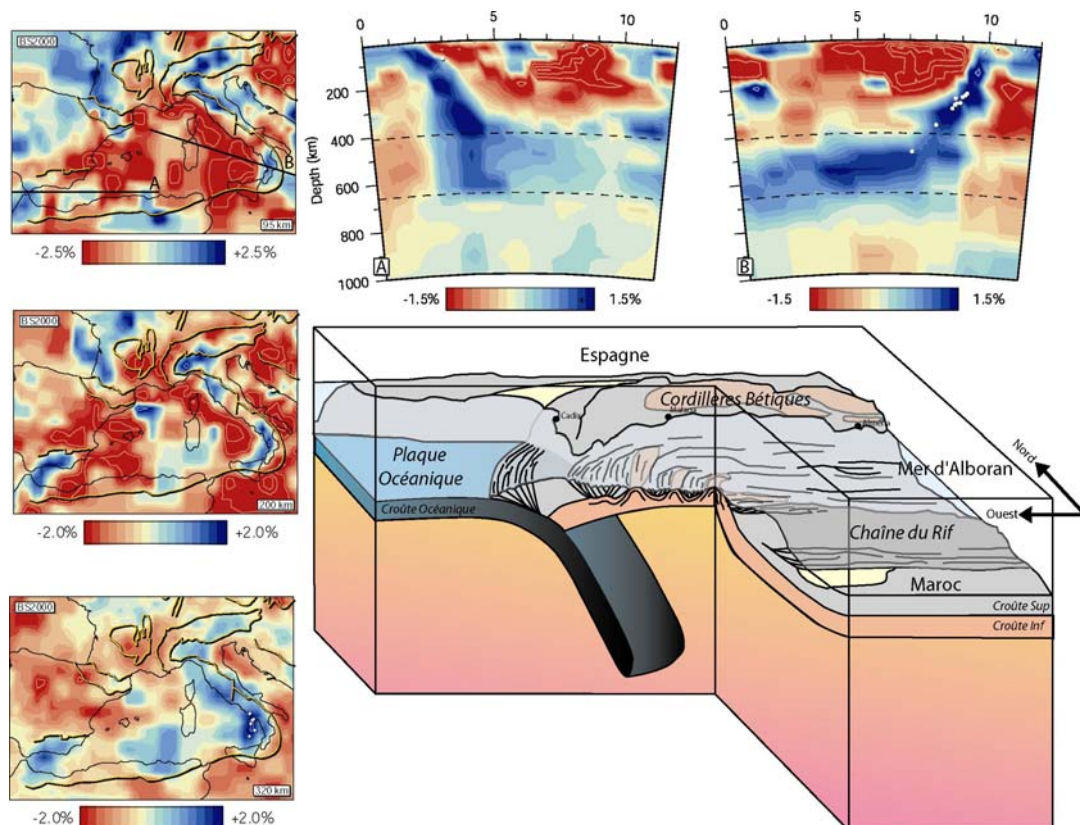 BS2000
A
B
95 km
-2.5% +2.5%
BS2000
200 km
-2.0% +2.0%
BS2000
320 km
-2.0% +2.0%
0 5 10
200
400
600
800
1000
Depth (km)
A
-1.5% 1.5%
0 5 10
B
-1.5 1.5%
Espagne
Cordillères Bétiques
Cadix
Malaga
Almeria
Plaque
Océanique
Croûte Océanique
Mer d'Alboran
Nord
Ouest
Chaîne du Rif
Maroc
Croûte Sup
Croûte Inf